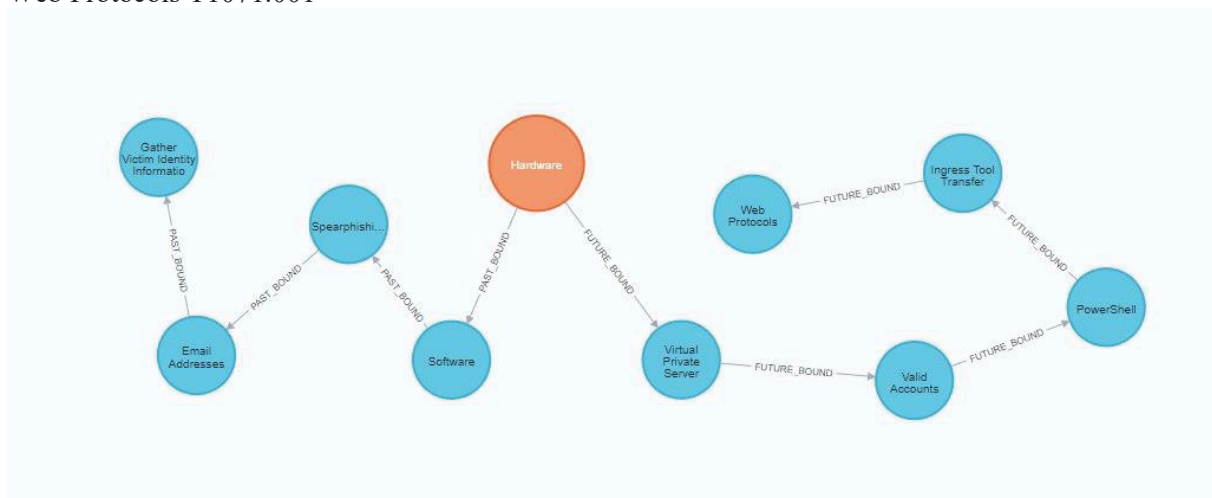 Web Protocols T1071.001
Gather
Victim Identity
Informatio
Spearphishi...
Hardware
Web
Protocols
Ingress Tool
Transfer
PowerShell
Email
Addresses
Software
Virtual
Private
Server
Valid
Accounts
PAST_BOUND
PAST_BOUND
PAST_BOUND
PAST_BOUND
FUTURE_BOUND
FUTURE_BOUND
FUTURE_BOUND
FUTURE_BOUND
FUTURE_BOUND